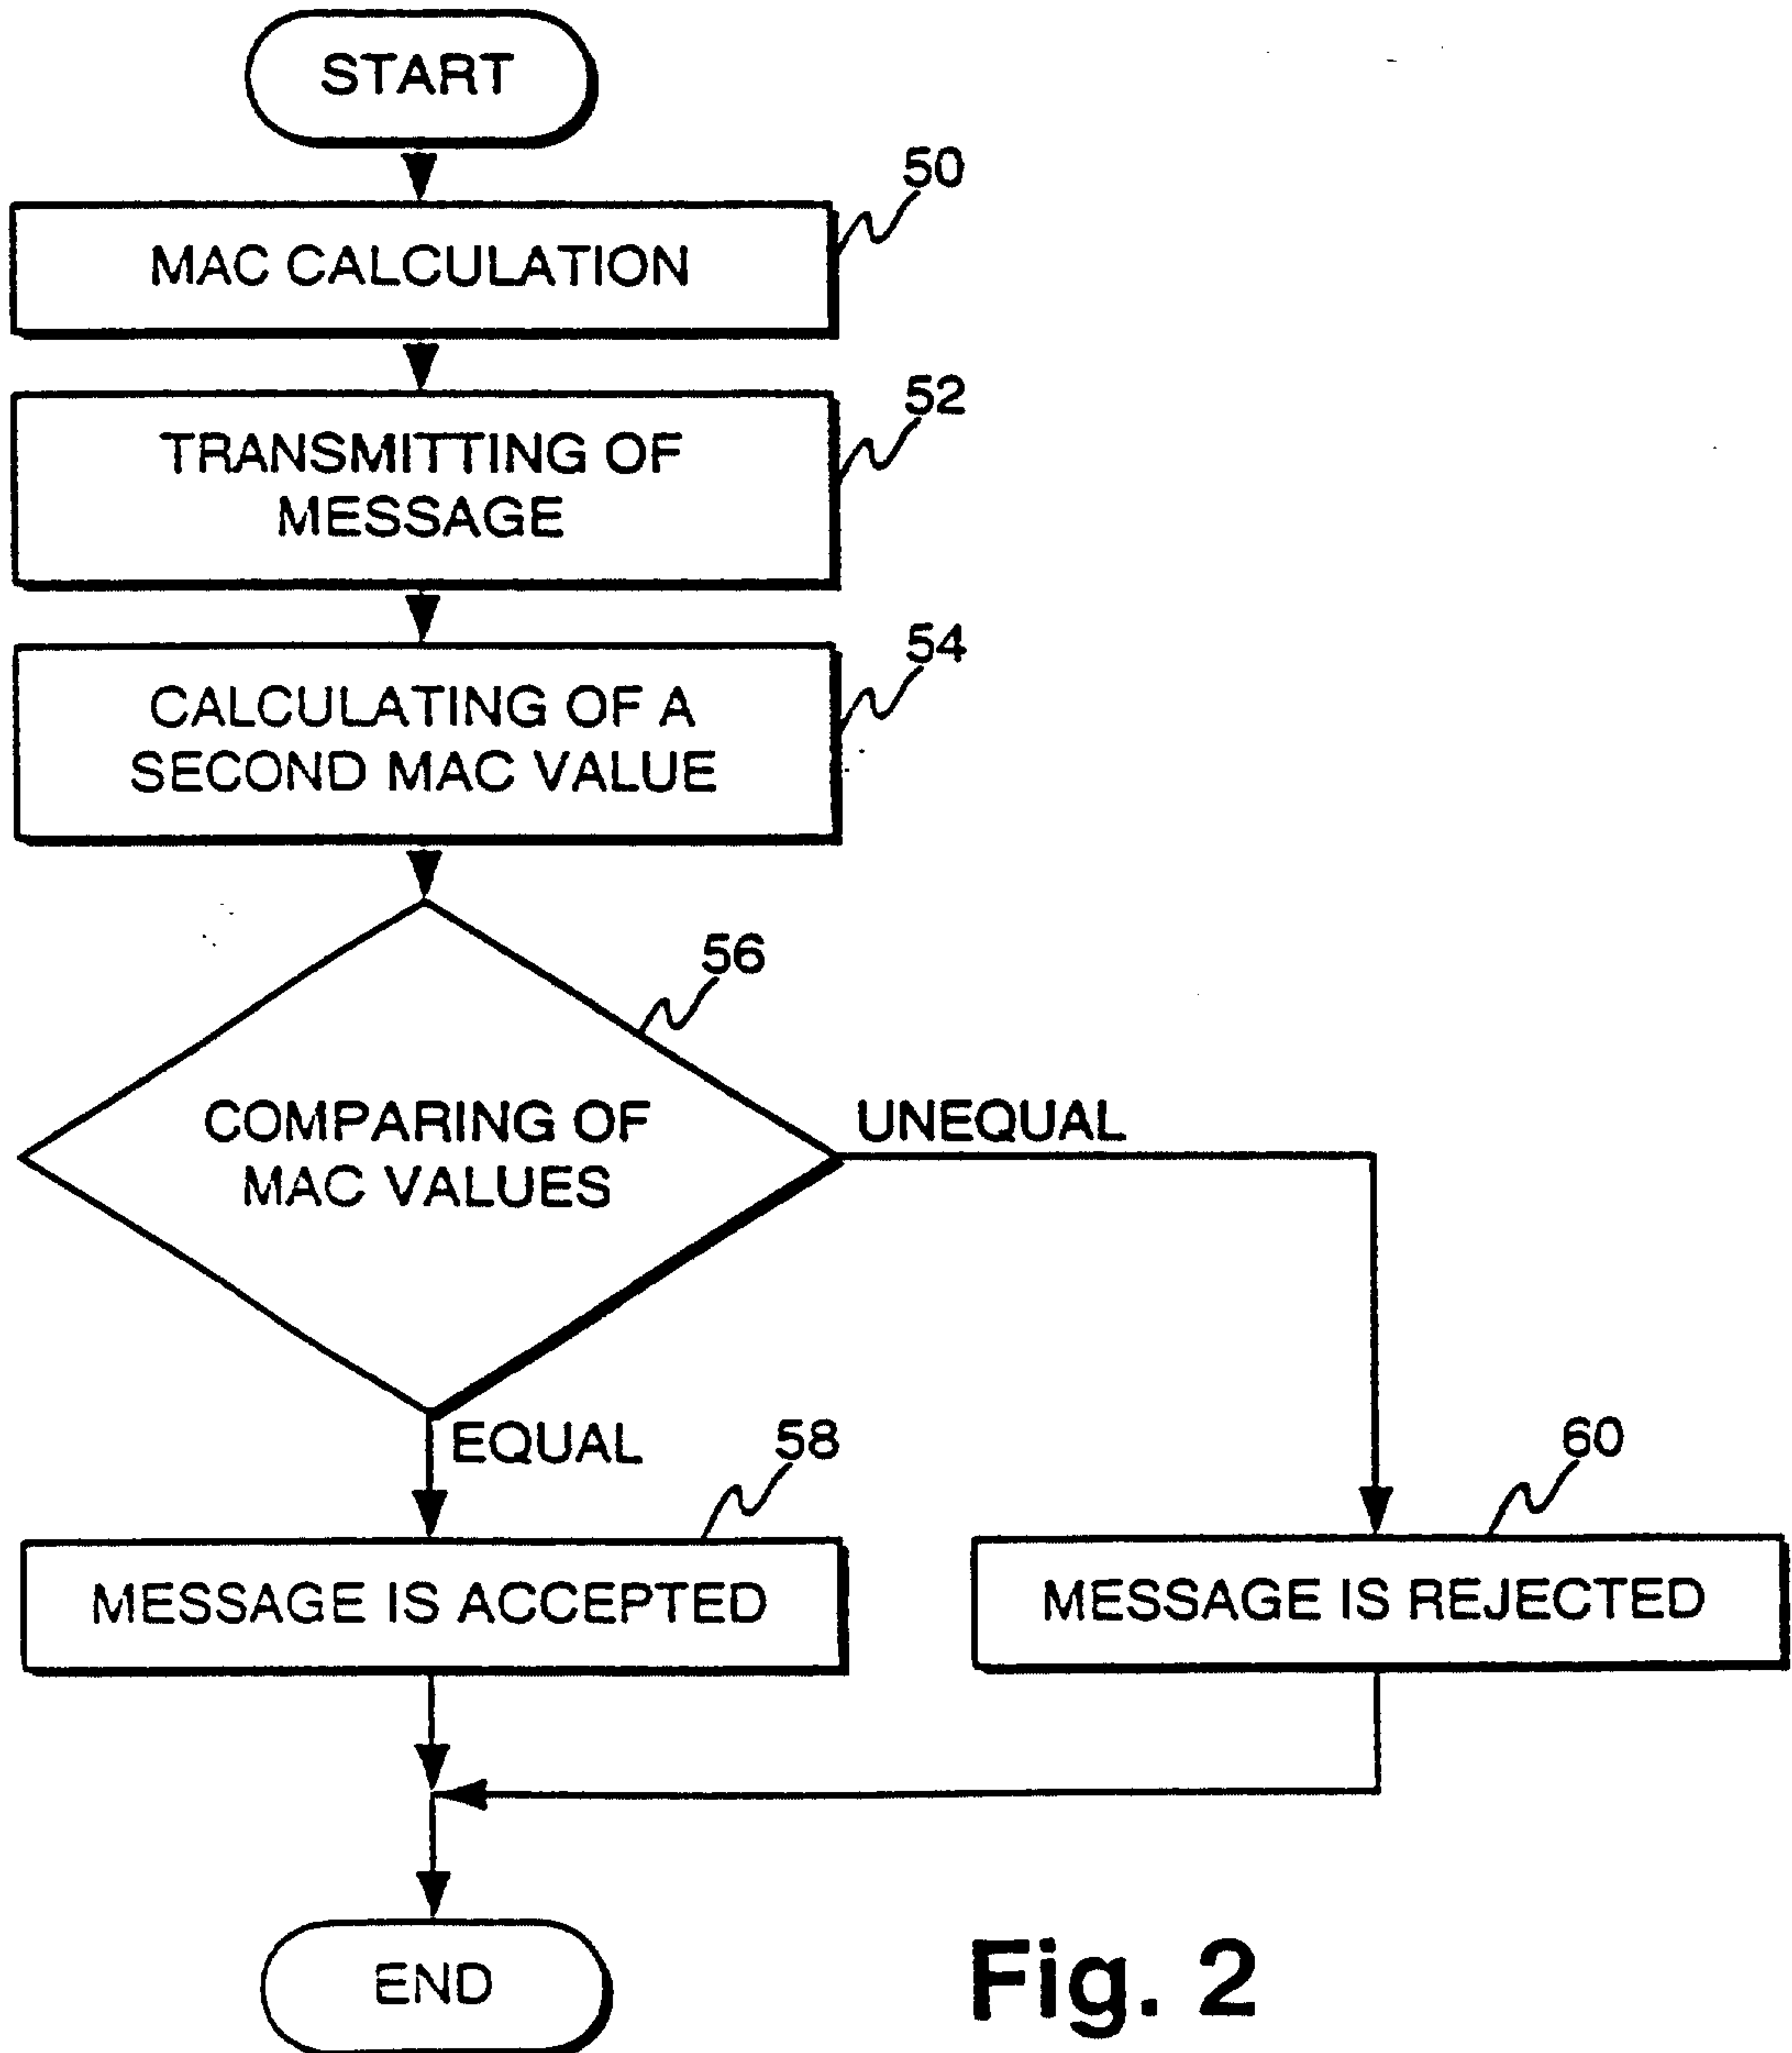 START
50
MAC CALCULATION
52
TRANSMITTING OF
MESSAGE
54
CALCULATING OF A
SECOND MAC VALUE
56
COMPARING OF
MAC VALUES
UNEQUAL
EQUAL
58
60
MESSAGE IS ACCEPTED
MESSAGE IS REJECTED
END
Fig. 2